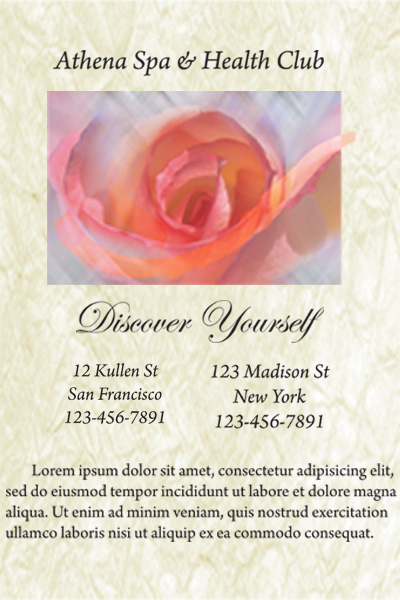 Athena Spa & Health Club
Discover Yourself
12 Kullen St
San Francisco
123-456-7891
123 Madison St
New York
123-456-7891
Lorem ipsum dolor sit amet, consectetur adipisicing elit,
sed do eiusmod tempor incididunt ut labore et dolore magna
aliqua. Ut enim ad minim veniam, quis nostrud exercitation
ullamco laboris nisi ut aliquip ex ea commodo consequat.